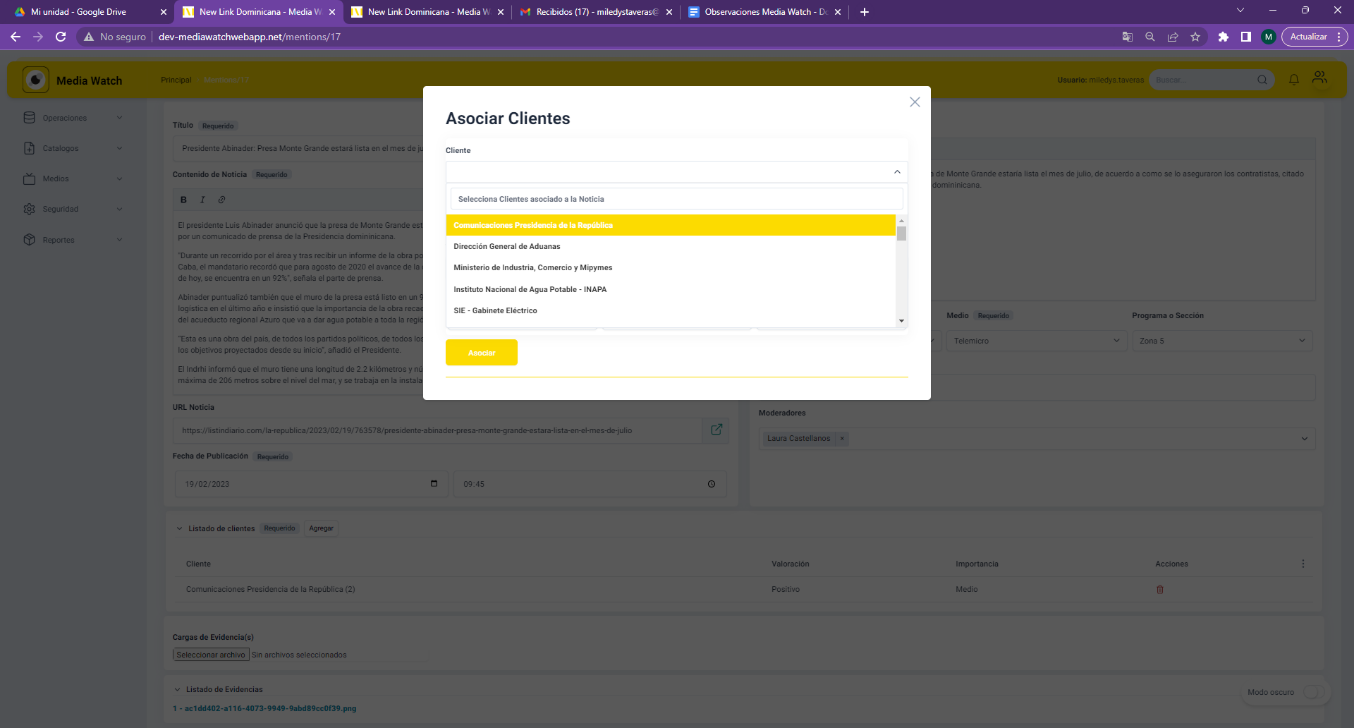 Mi unidad - Google Drive
New Link Dominicana - Media W
New Link Dominicana - Media W
Recibidos (17) - miledystaveras@
Observaciones Media Watch - Do
No seguro
dev-mediawatchwebapp.net/mentions/17
M
Actualizar
Media Watch
Principal
Usuario: miledys taveras
Buscar...
Operaciones
Catalogos
Medios
Seguridad
Reportes
Título Requerido
Presidente Abinader: Presa Monte Grande estará lista en el mes de ju
Contenido de Noticia Requerido
B I
El presidente Luis Abinader anunció que la presa de Monte Grande est
por un comunicado de prensa de la Presidencia dominicana.
"Durante un recorrido por el área y tras recibir un informe de la obra po
Caba, el mandatario recordó que para agosto de 2020 el avance de la
de hoy, se encuentra en un 92%", señala el parte de prensa.
Abinader puntualizó también que el muro de la presa está listo en un 9
logística en el último año e insistió que la importancia de la obra recae
del acueducto regional Azuro que va a dar agua potable a toda la regió
"Esta es una obra del país, de todos los partidos políticos, de todos los
los objetivos proyectados desde su inicio", añadió el Presidente.
El Indrhi informó que el muro tiene una longitud de 2.2 kilómetros y nu
máxima de 206 metros sobre el nivel del mar, y se trabaja en la instala
URL Noticia
https://listindiario.com/la-republica/2023/02/19/763578/presidente-abinader-presa-monte-grande-estara-lista-en-el-mes-de-julio
Fecha de Publicación Requerido
19/02/2023
09:45
Asociar Clientes
Cliente
Selecciona Clientes asociado a la Noticia
Comunicaciones Presidencia de la República
Dirección General de Aduanas
Ministerio de Industria, Comercio y Mipymes
Instituto Nacional de Agua Potable - INAPA
SIE - Gabinete Eléctrico
Asociar
de Monte Grande estaría lista el mes de julio, de acuerdo a como se lo aseguraron los contratistas, citado
dominicana.
Medio Requerido
Programa o Sección
Telemicro
Zona 5
Moderadores
Laura Castellanos ×
Listado de clientes Requerido Agregar
Cliente Valoración Importancia Acciones
Comunicaciones Presidencia de la República (2) Positivo Medio
Cargas de Evidencia(s)
Seleccionar archivo Sin archivos seleccionados
Listado de Evidencias
1 - ac1dd402-a116-4073-9949-9abd89cc0f39.png
Modo oscuro